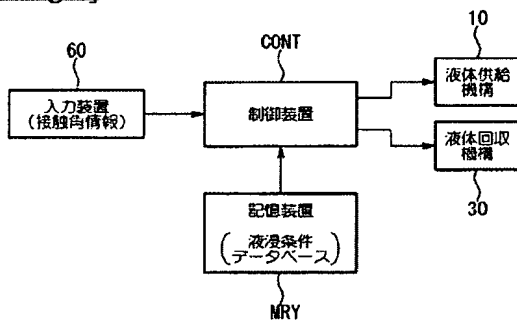 60
CONT
10
入力装置
(接触角情報)
制御装置
液体供給
機構
液体回収
機構
30
記憶装置
(液浸条件
データベース)
MRY